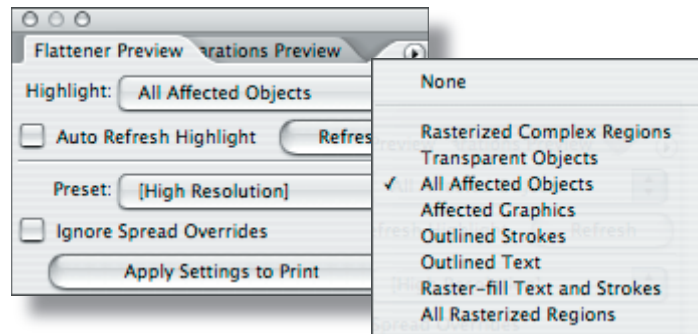 Flattener Preview arations Preview
Highlight: All Affected Objects
Auto Refresh Highlight Refres
Preset: [High Resolution]
Ignore Spread Overrides
Apply Settings to Print
None
Rasterized Complex Regions
Transparent Objects
✓ All Affected Objects
Affected Graphics
Outlined Strokes
Outlined Text
Raster-fill Text and Strokes
All Rasterized Regions